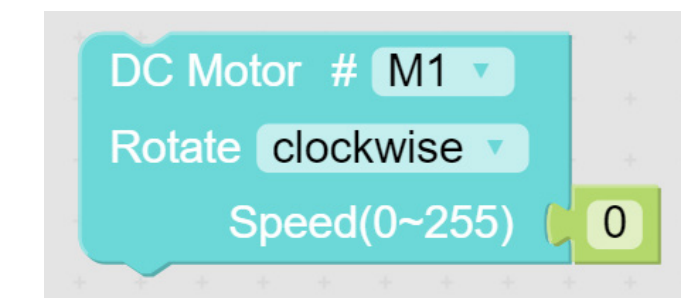 DC Motor # M1
Rotate clockwise
Speed(0~255) 0